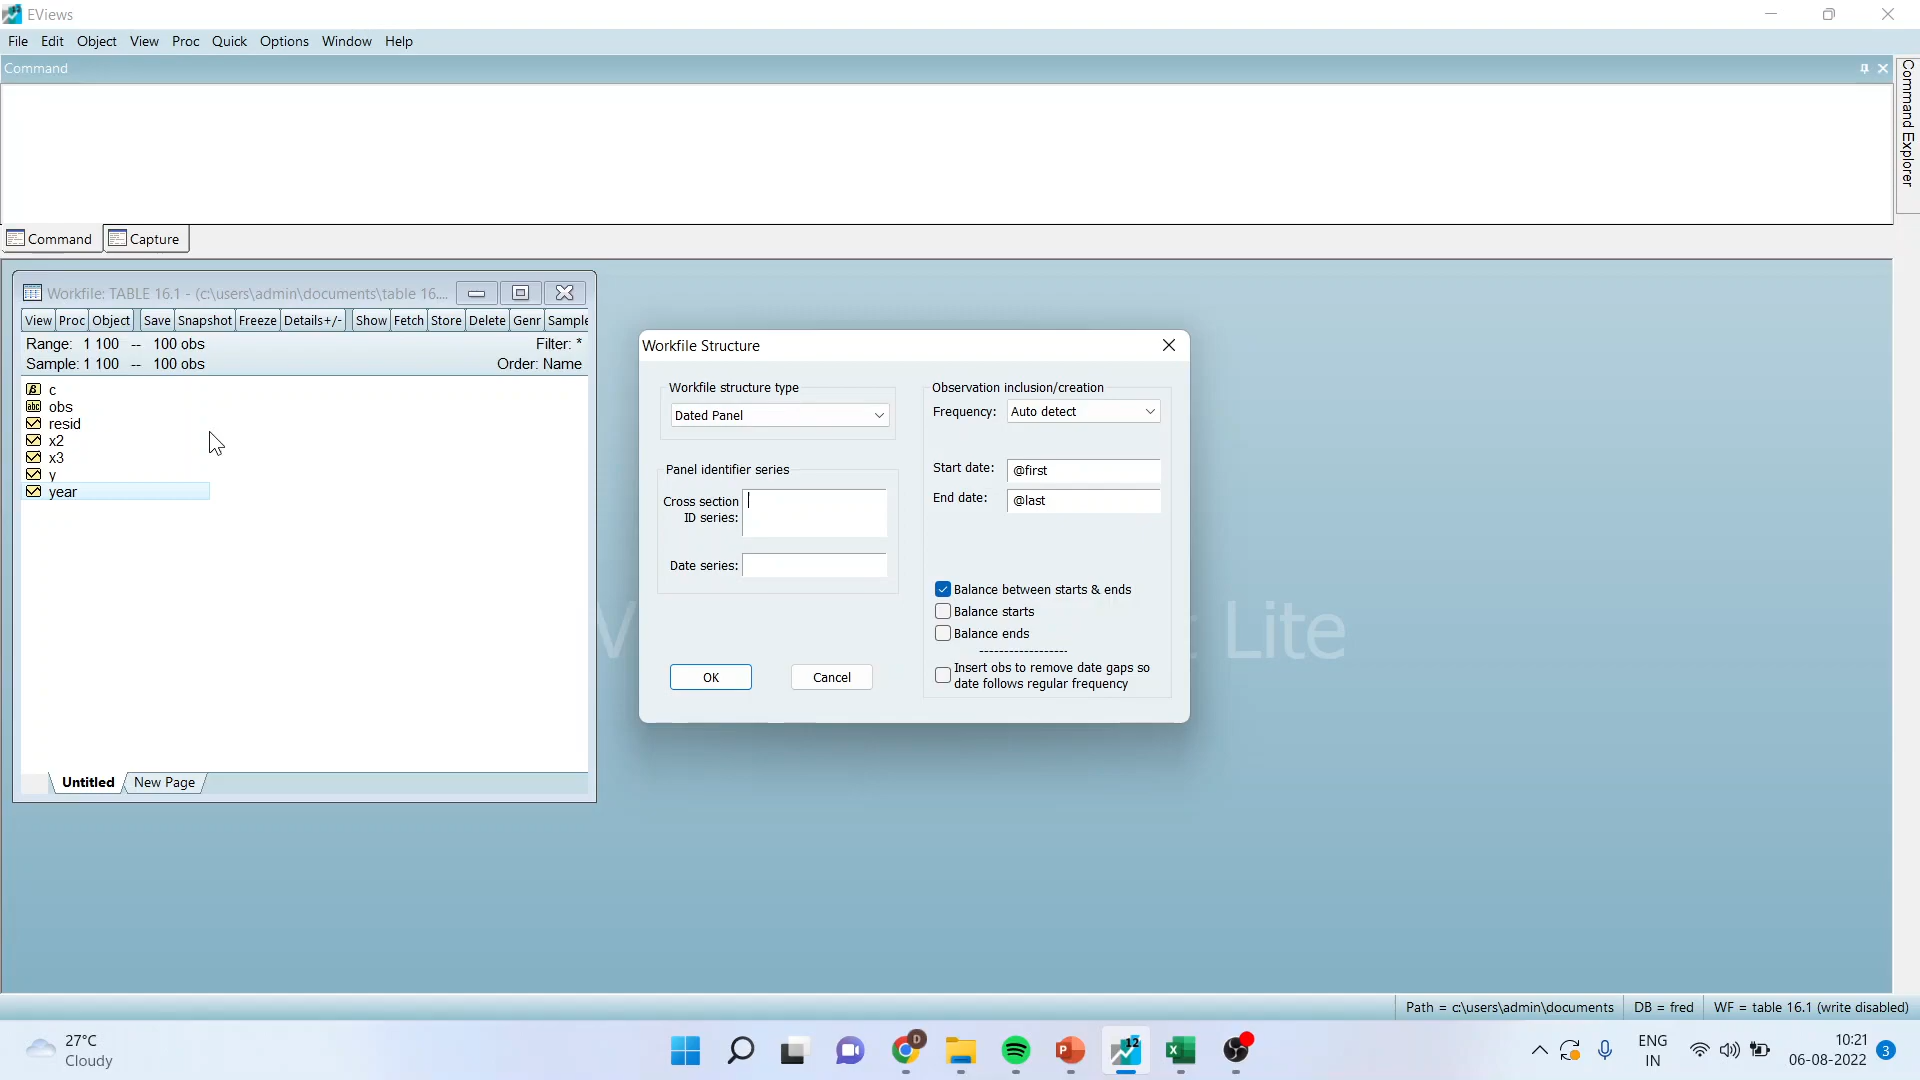 EViews
File Edit Object View Proc Quick Options Window Help
Command
Command Explorer
Command Capture
Workfile: TABLE 16.1 - (c:\users\admin\documents\table 16....
View Proc Object Save Snapshot Freeze Details+/- Show Fetch Store Delete Genr Sample
Range: 1 100 -- 100 obs Filter: *
Sample: 1 100 -- 100 obs Order: Name
c
obs
resid
x2
x3
y
year
Untitled New Page
Workfile Structure
Workfile structure type
Dated Panel
Panel identifier series
Cross section
ID series:
Date series:
OK Cancel
Observation inclusion/creation
Frequency: Auto detect
Start date: @first
End date: @last
Balance between starts & ends
Balance starts
Balance ends
------------------
Insert obs to remove date gaps so
date follows regular frequency
Lite
Path = c:\users\admin\documents DB = fred WF = table 16.1 (write disabled)
27°C
Cloudy
D
12
ENG
IN
10:21
06-08-2022
3